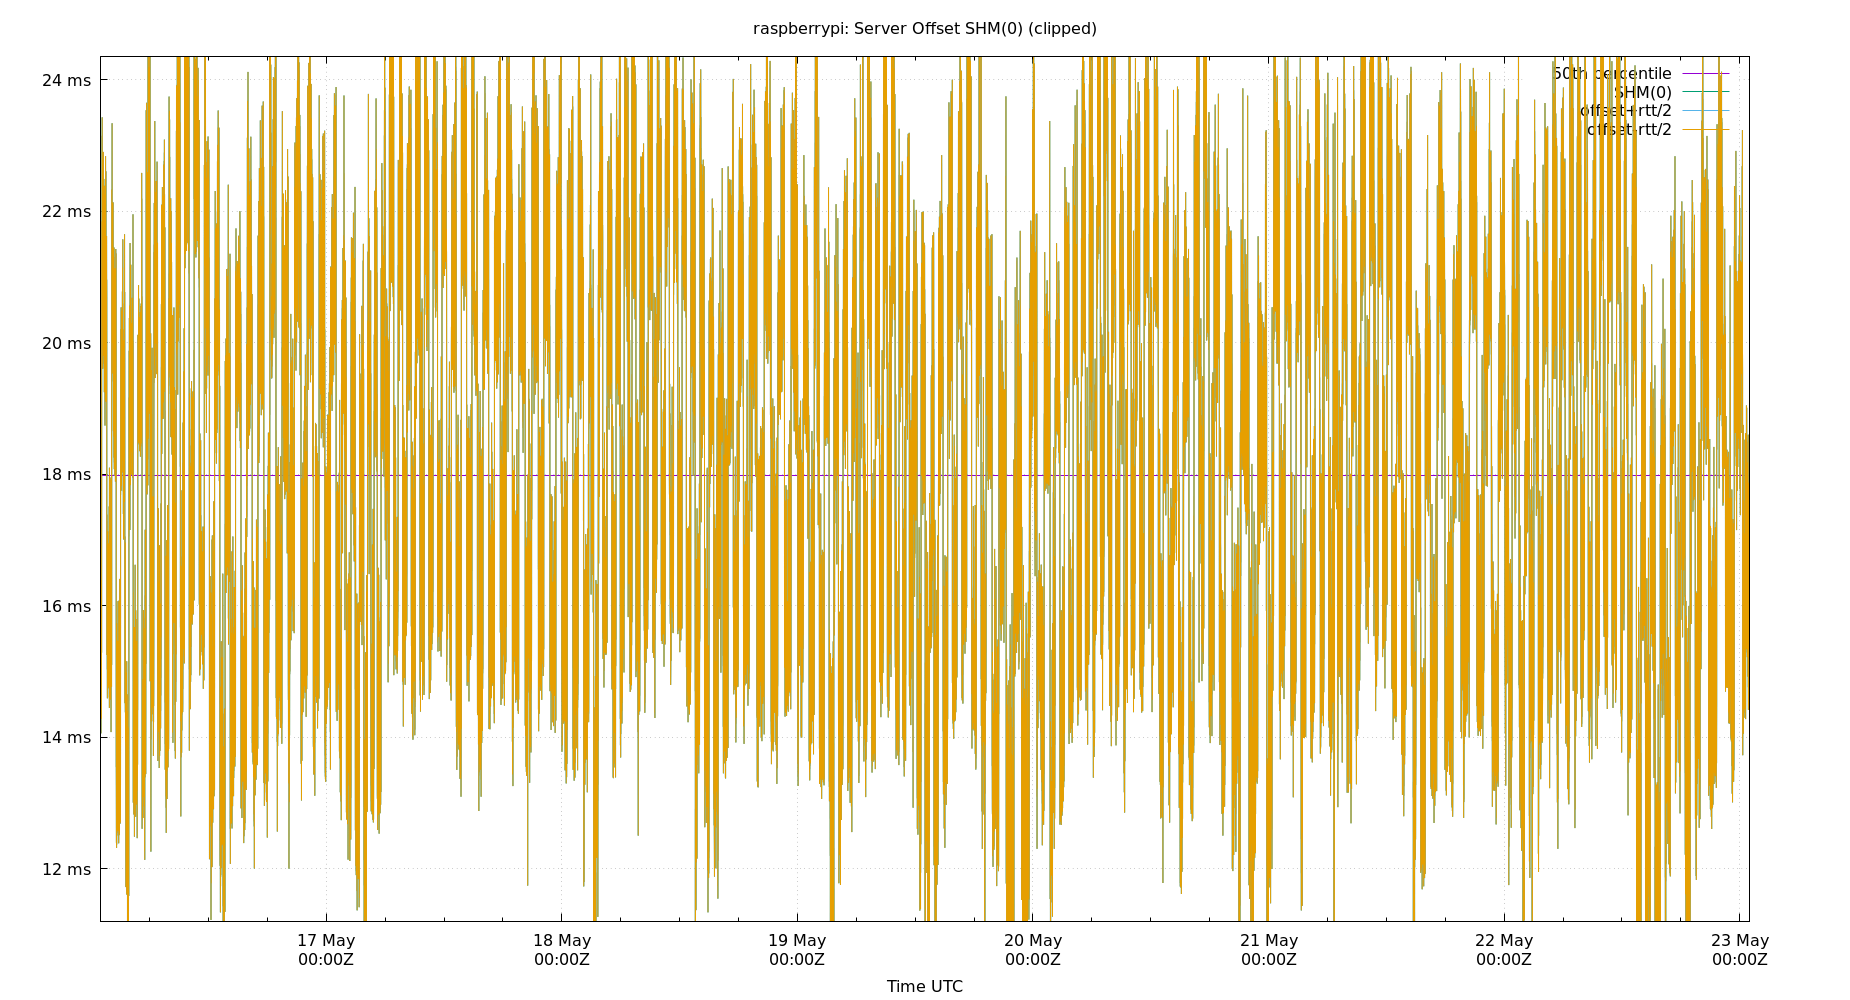 raspberrypi: Server Offset SHM(0) (clipped)
24 ms
22 ms
20 ms
18 ms
16 ms
14 ms
12 ms
50th percentile
SHM(0)
offset+rtt/2
offset-rtt/2
17 May
00:00Z
18 May
00:00Z
19 May
00:00Z
20 May
00:00Z
21 May
00:00Z
22 May
00:00Z
23 May
00:00Z
Time UTC